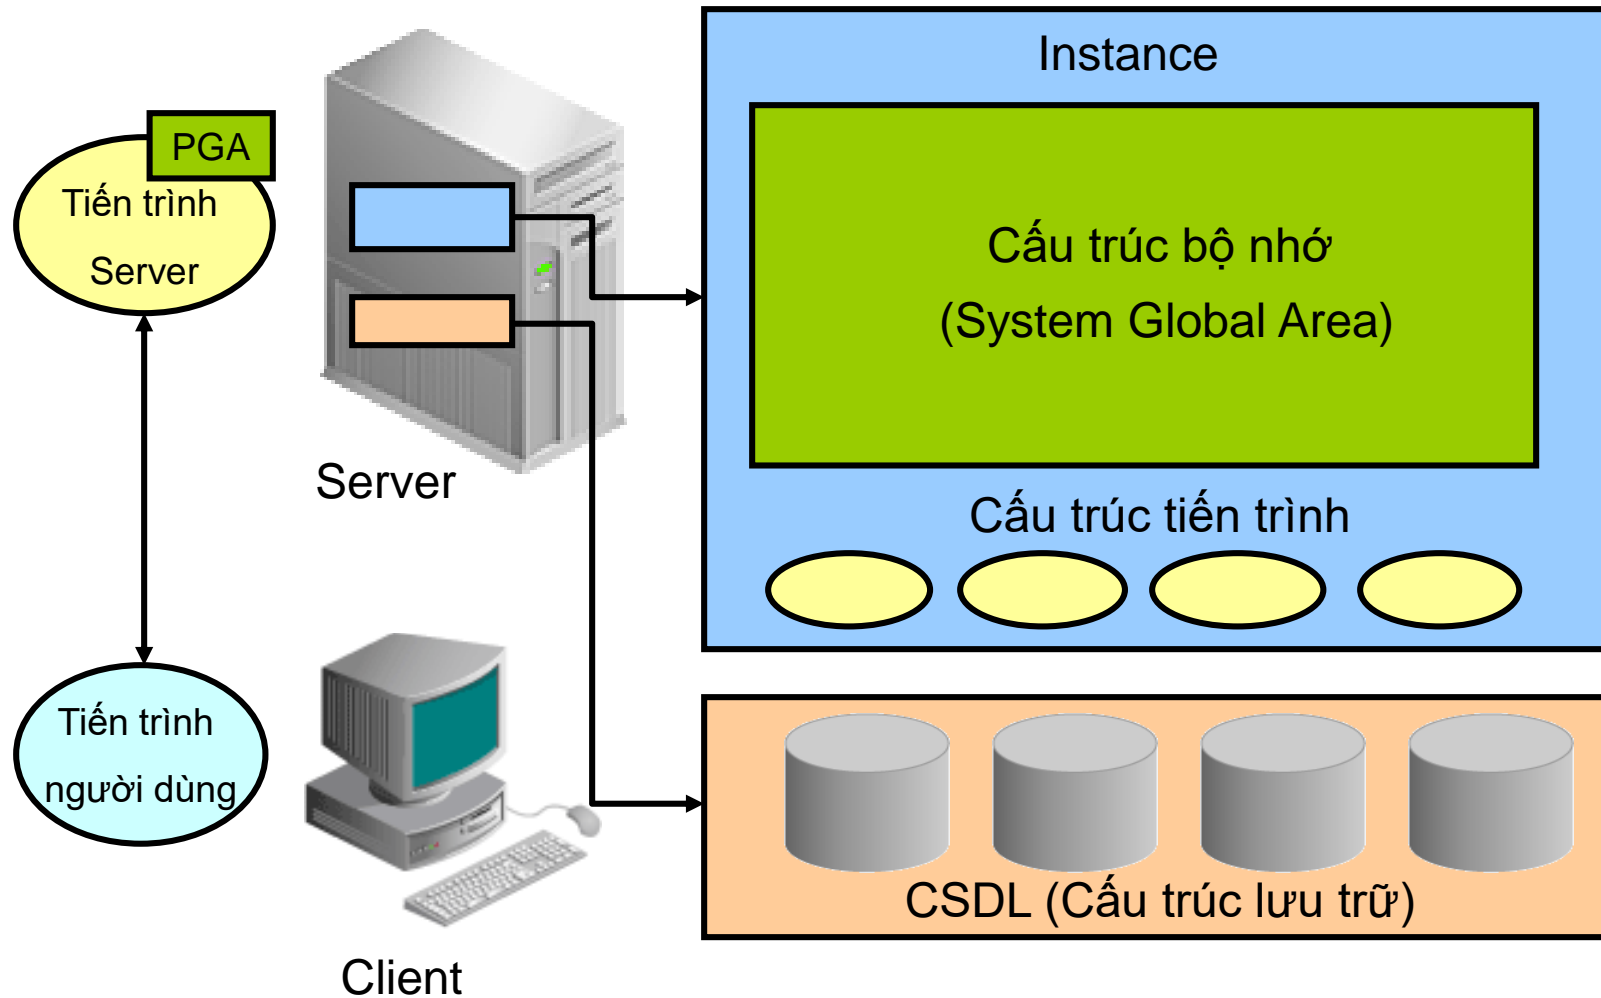 Instance
PGA
Tiến trình
Server
Cấu trúc bộ nhớ
(System Global Area)
Server
Cấu trúc tiến trình
Tiến trình
người dùng
CSDL (Cấu trúc lưu trữ)
Client